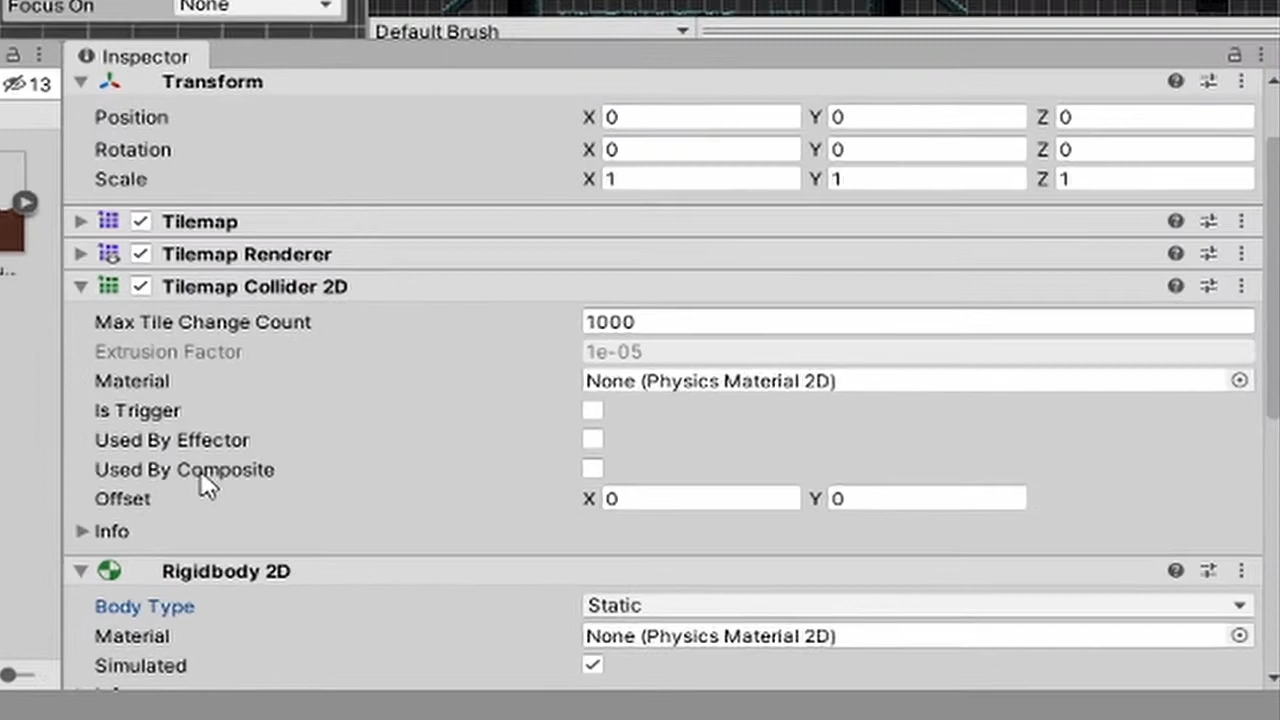 Focus On None
Default Brush
Inspector
13
Transform
Position X 0 Y 0 Z 0
Rotation X 0 Y 0 Z 0
Scale X 1 Y 1 Z 1
Tilemap
Tilemap Renderer
Tilemap Collider 2D
Max Tile Change Count 1000
Extrusion Factor 1e-05
Material None (Physics Material 2D)
Is Trigger
Used By Effector
Used By Composite
Offset X 0 Y 0
Info
Rigidbody 2D
Body Type Static
Material None (Physics Material 2D)
Simulated